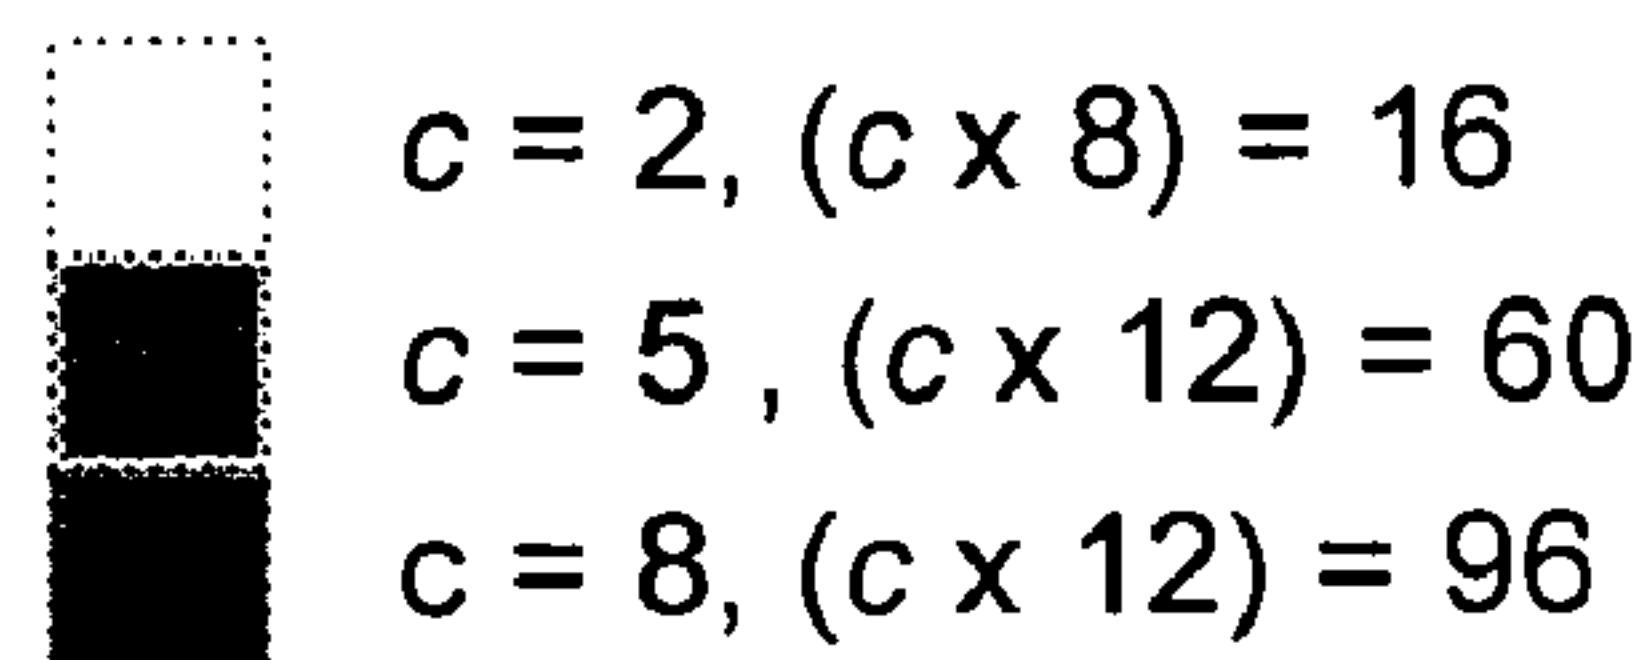 c = 2, (c x 8) = 16
c = 5 , (c x 12) = 60
c = 8, (c x 12) = 96